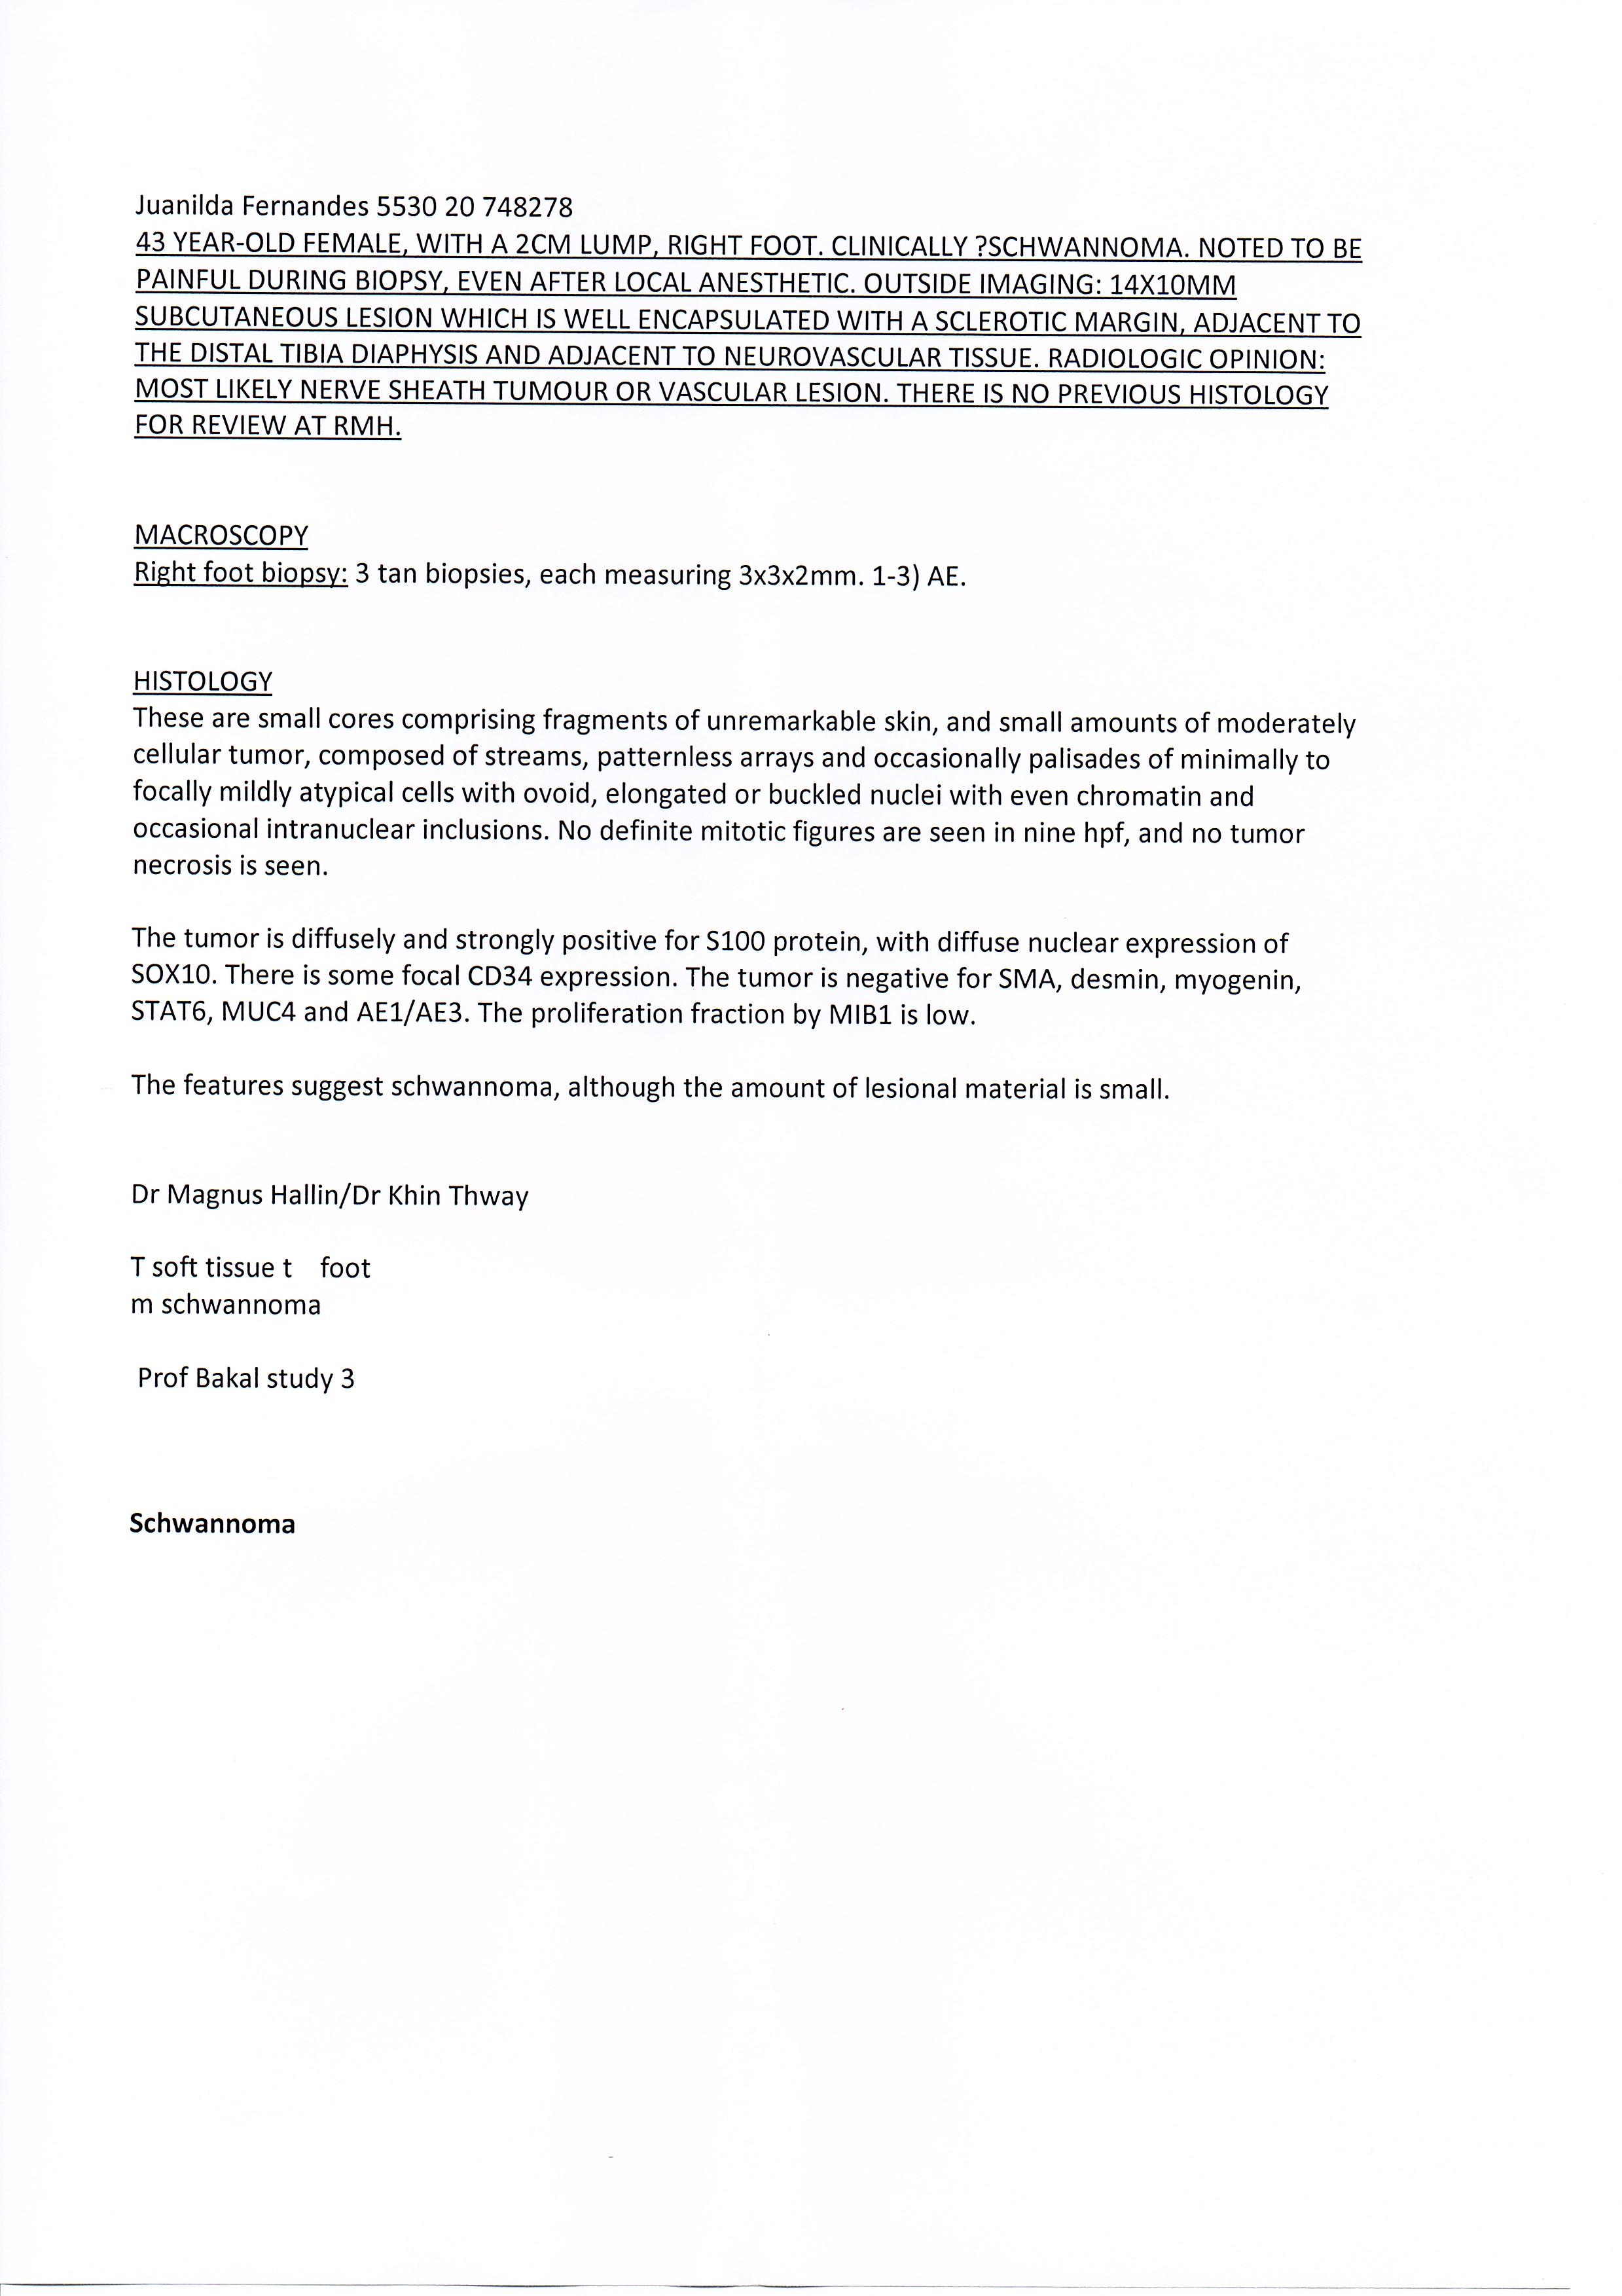 Juanilda Fernandes 5530 20 748278
43 YEAR-OLD FEMALE, WITH A 2CM LUMP, RIGHT FOOT. CLINICALLY ?SCHWANNOMA. NOTED TO BE
PAINFUL DURING BIOPSY, EVEN AFTER LOCAL ANESTHETIC. OUTSIDE IMAGING: 14X10MM
SUBCUTANEOUS LESION WHICH IS WELL ENCAPSULATED WITH A SCLEROTIC MARGIN, ADJACENT TO
THE DISTAL TIBIA DIAPHYSIS AND ADJACENT TO NEUROVASCULAR TISSUE. RADIOLOGIC OPINION:
MOST LIKELY NERVE SHEATH TUMOUR OR VASCULAR LESION. THERE IS NO PREVIOUS HISTOLOGY
FOR REVIEW AT RMH.
MACROSCOPY
Right foot biopsy: 3 tan biopsies, each measuring 3x3x2mm. 1-3) AE.
HISTOLOGY
These are small cores comprising fragments of unremarkable skin, and small amounts of moderately
cellular tumor, composed of streams, patternless arrays and occasionally palisades of minimally to
focally mildly atypical cells with ovoid, elongated or buckled nuclei with even chromatin and
occasional intranuclear inclusions. No definite mitotic figures are seen in nine hpf, and no tumor
necrosis is seen.
The tumor is diffusely and strongly positive for S100 protein, with diffuse nuclear expression of
SOX10. There is some focal CD34 expression. The tumor is negative for SMA, desmin, myogenin,
STAT6, MUC4 and AE1/AE3. The proliferation fraction by MIB1 is low.
The features suggest schwannoma, although the amount of lesional material is small.
Dr Magnus Hallin/Dr Khin Thway
T soft tissue t foot
m schwannoma
Prof Bakal study 3
Schwannoma